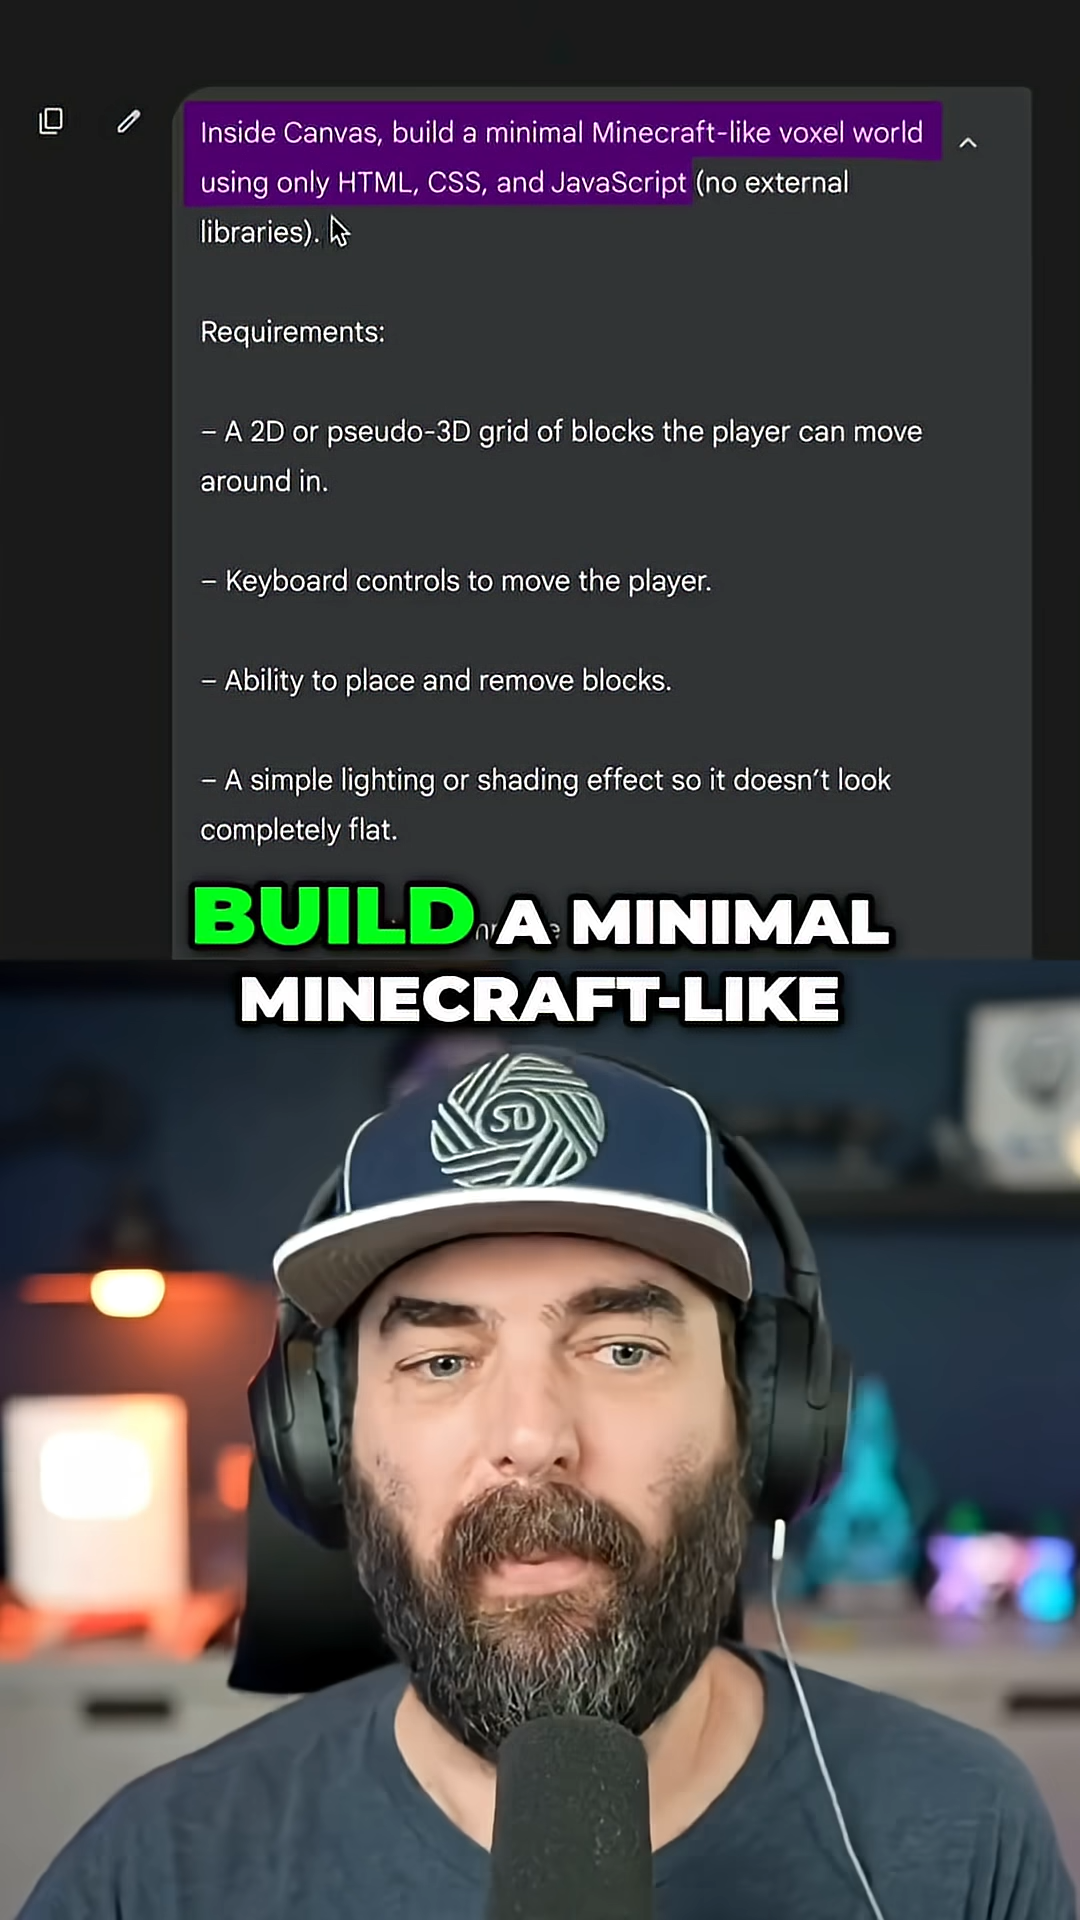 Inside Canvas, build a minimal Minecraft-like voxel world
using only HTML, CSS, and JavaScript (no external
libraries).
Requirements:
– A 2D or pseudo-3D grid of blocks the player can move
around in.
– Keyboard controls to move the player.
– Ability to place and remove blocks.
– A simple lighting or shading effect so it doesn’t look
completely flat.
BUILD A MINIMAL
MINECRAFT-LIKE
SD